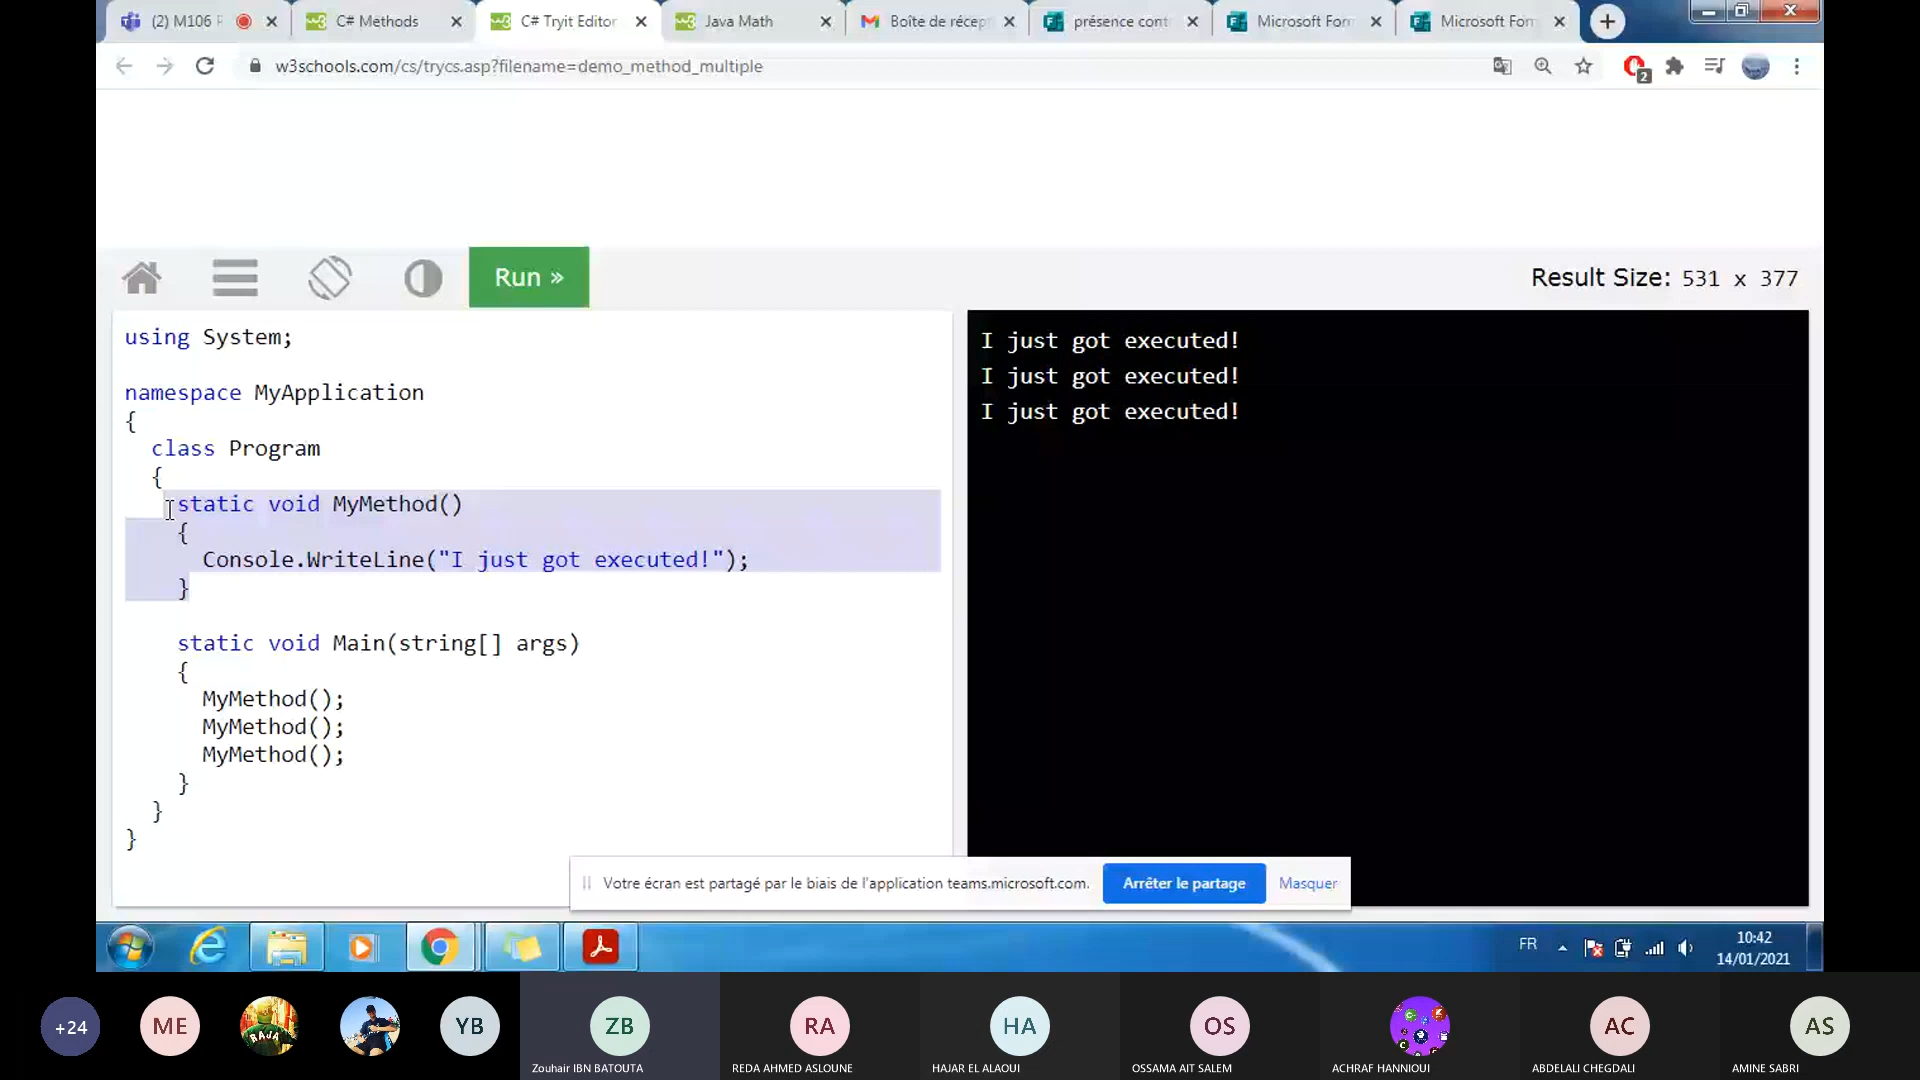 (2) M106 F
C# Methods
C# Tryit Editor
Java Math
Boîte de récep
présence cont
Microsoft For
Microsoft For
w3schools.com/cs/trycs.asp?filename=demo_method_multiple
2
Run »
Result Size: 531 x 377
using System;
namespace MyApplication
{
class Program
{
static void MyMethod()
{
Console.WriteLine("I just got executed!");
}
static void Main(string[] args)
{
MyMethod();
MyMethod();
MyMethod();
}
}
}
I just got executed!
I just got executed!
I just got executed!
Votre écran est partagé par le biais de l'application teams.microsoft.com.
Arrêter le partage
Masquer
FR
10:42
14/01/2021
+24
ME
RAJA
YB
ZB
RA
HA
OS
AC
AS
Zouhair IBN BATOUTA
REDA AHMED ASLOUNE
HAJAR EL ALAOUI
OSSAMA AIT SALEM
ACHRAF HANNIOUI
ABDELALI CHEGDALI
AMINE SABRI